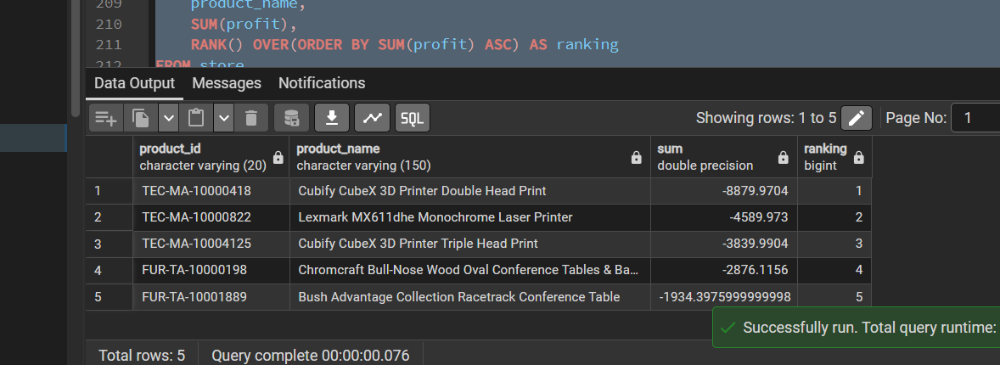 209 product_name,
210 SUM(profit),
211 RANK() OVER(ORDER BY SUM(profit) ASC) AS ranking
212 FROM store
Data Output Messages Notifications
SQL Showing rows: 1 to 5 Page No: 1
product_id product_name sum ranking
character varying (20) character varying (150) double precision bigint
1 TEC-MA-10000418 Cubify CubeX 3D Printer Double Head Print -8879.9704 1
2 TEC-MA-10000822 Lexmark MX611dhe Monochrome Laser Printer -4589.973 2
3 TEC-MA-10004125 Cubify CubeX 3D Printer Triple Head Print -3839.9904 3
4 FUR-TA-10000198 Chromcraft Bull-Nose Wood Oval Conference Tables & Ba... -2876.1156 4
5 FUR-TA-10001889 Bush Advantage Collection Racetrack Conference Table -1934.3975999999998 5
Successfully run. Total query runtime:
Total rows: 5 Query complete 00:00:00.076